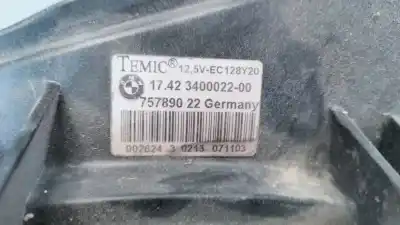 TEMIC® 12,5V-EC128Y20
17.42 3400022-00
757890 22 Germany
002624 3 0213 071103